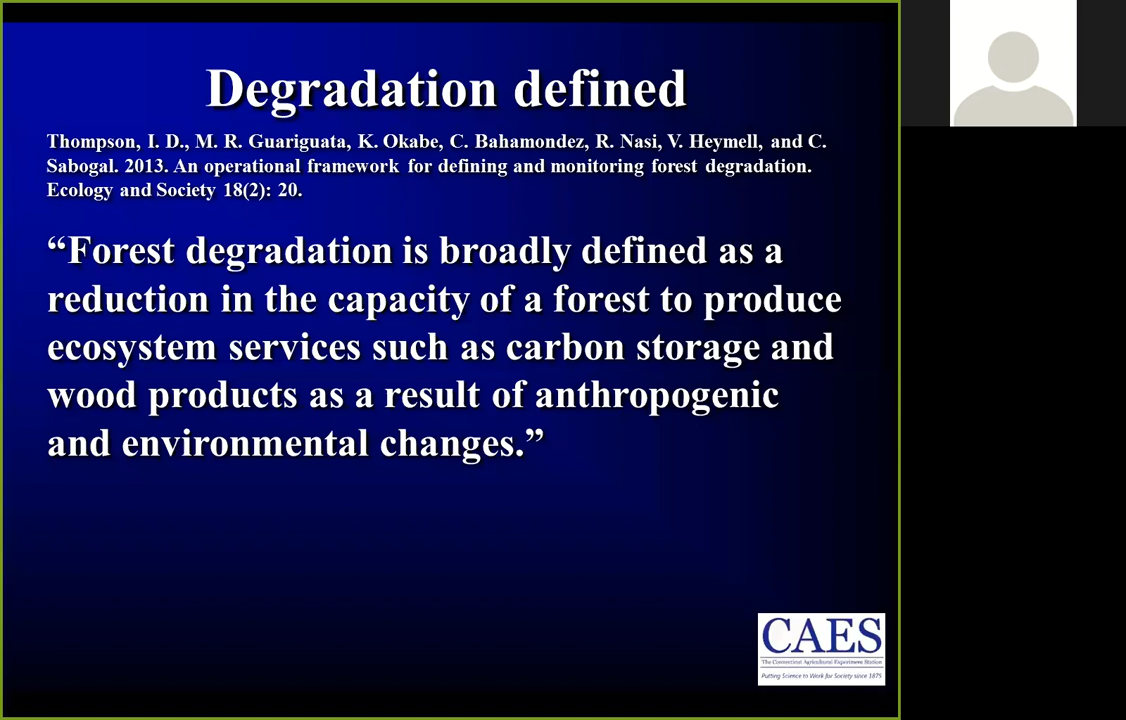 Degradation defined
Thompson, I. D., M. R. Guariguata, K. Okabe, C. Bahamondez, R. Nasi, V. Heymell, and C.
Sabogal. 2013. An operational framework for defining and monitoring forest degradation.
Ecology and Society 18(2): 20.
“Forest degradation is broadly defined as a
reduction in the capacity of a forest to produce
ecosystem services such as carbon storage and
wood products as a result of anthropogenic
and environmental changes.”
CAES
The Connecticut Agricultural Experiment Station
Putting Science to Work for Society since 1875